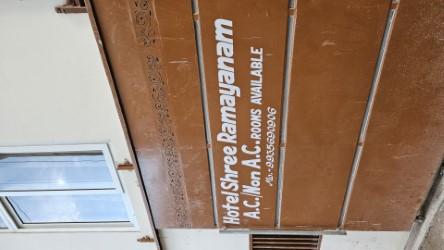 Hotel Shree Ramayanam
A.C./Non A.C. ROOMS AVAILABLE
Mo.- 9935690906